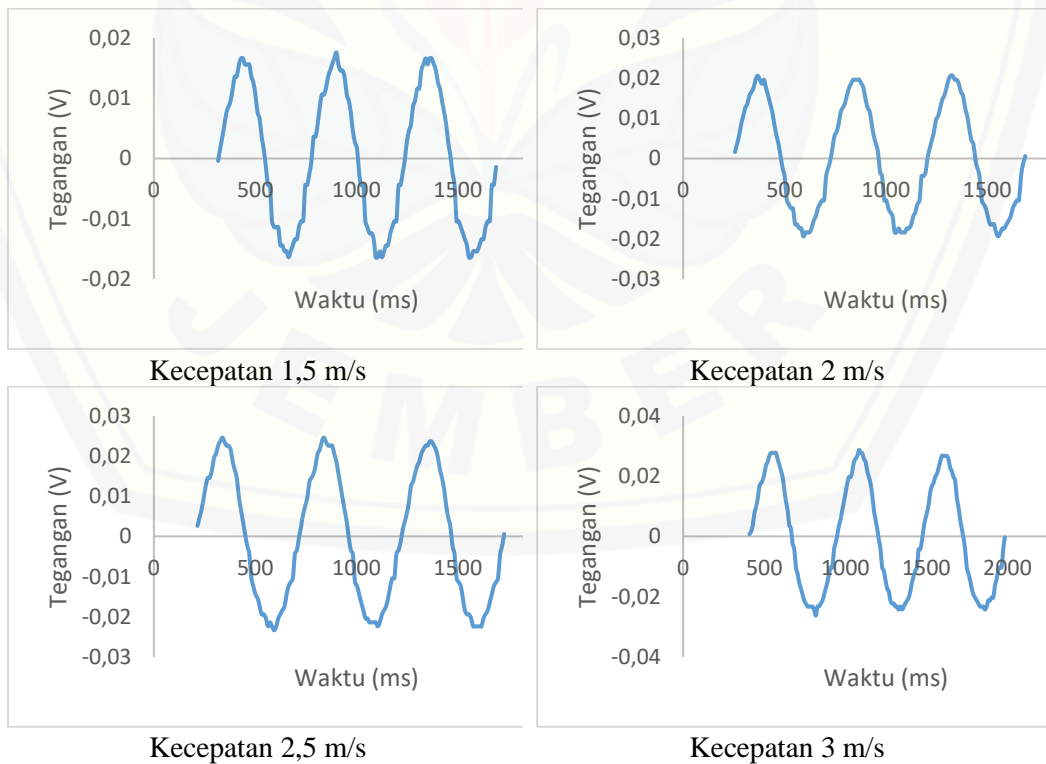 0,02
0,01
0
-0,01
-0,02
0 500 1000 1500
Tegangan (V)
Waktu (ms)
Kecepatan 1,5 m/s
0,03
0,02
0,01
0
-0,01
-0,02
-0,03
0 500 1000 1500
Tegangan (V)
Waktu (ms)
Kecepatan 2 m/s
0,03
0,02
0,01
0
-0,01
-0,02
-0,03
0 500 1000 1500
Tegangan (V)
Waktu (ms)
Kecepatan 2,5 m/s
0,04
0,02
0
-0,02
-0,04
0 500 1000 1500 2000
Tegangan (V)
Waktu (ms)
Kecepatan 3 m/s
JEMBER